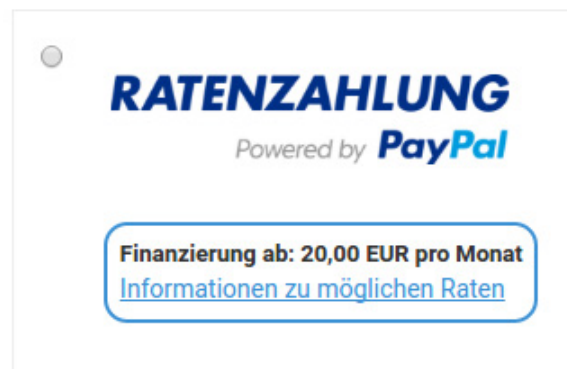 RATENZAHLUNG
Powered by PayPal
Finanzierung ab: 20,00 EUR pro Monat
Informationen zu möglichen Raten